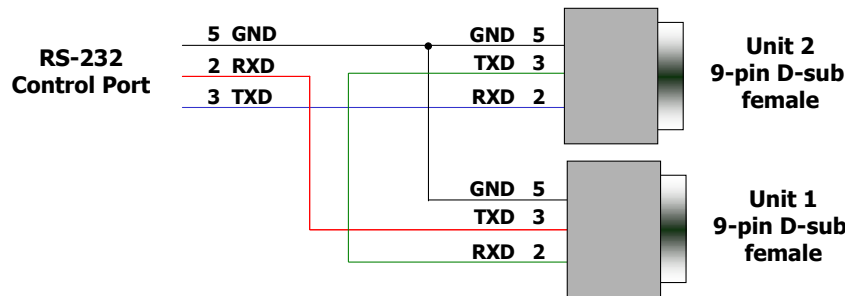 RS-232
Control Port
5 GND
2 RXD
3 TXD
GND 5
TXD 3
RXD 2
Unit 2
9-pin D-sub
female
GND 5
TXD 3
RXD 2
Unit 1
9-pin D-sub
female